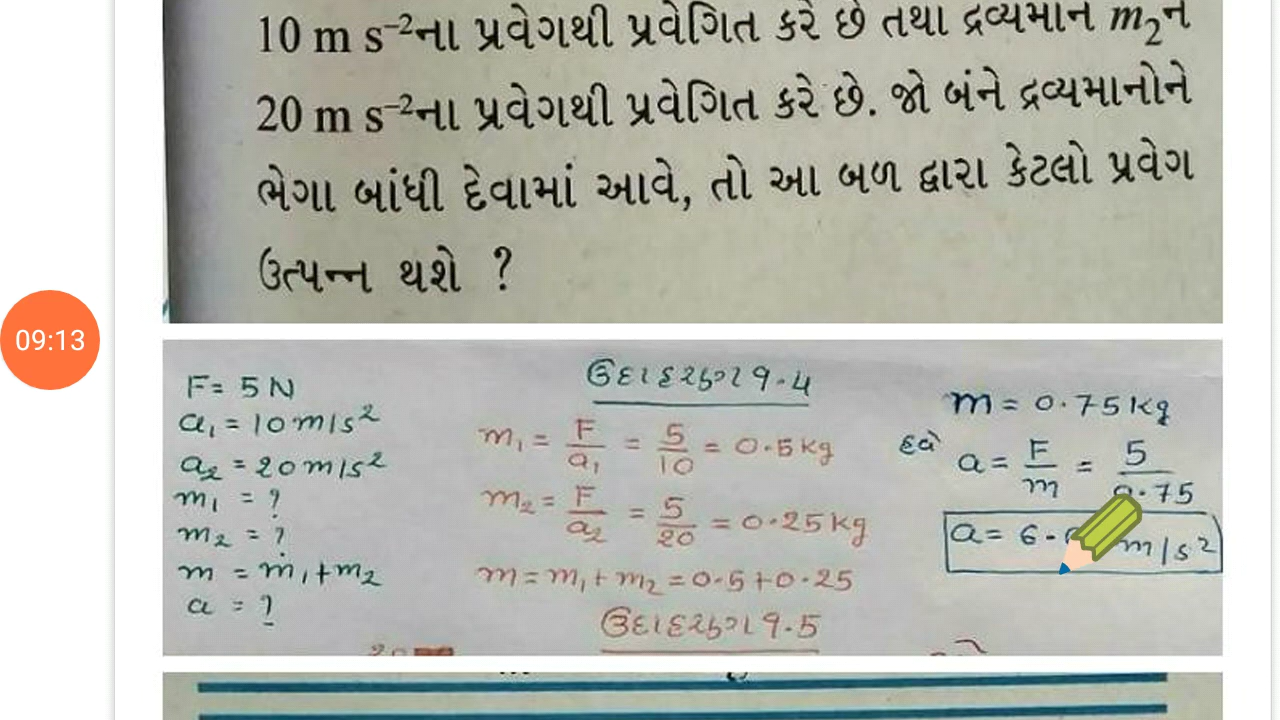 10 m s⁻²ના પ્રવેગથી પ્રવેગિત કરે છે તથા દ્રવ્યમાન m₂ને
20 m s⁻²ના પ્રવેગથી પ્રવેગિત કરે છે. જો બંને દ્રવ્યમાનોને
ભેગા બાંધી દેવામાં આવે, તો આ બળ દ્વારા કેટલો પ્રવેગ
ઉત્પન્ન થશે ?
09:13
F = 5 N
a₁ = 10 m/s²
a₂ = 20 m/s²
m₁ = ?
m₂ = ?
m = m₁ + m₂
a = ?
ઉદાહરણ 9.4
m₁ = F/a₁ = 5/10 = 0.5 kg
m₂ = F/a₂ = 5/20 = 0.25 kg
m = m₁ + m₂ = 0.5 + 0.25
ઉદાહરણ 9.5
m = 0.75 kg
હવે a = F/m = 5/0.75
a = 6. m/s²